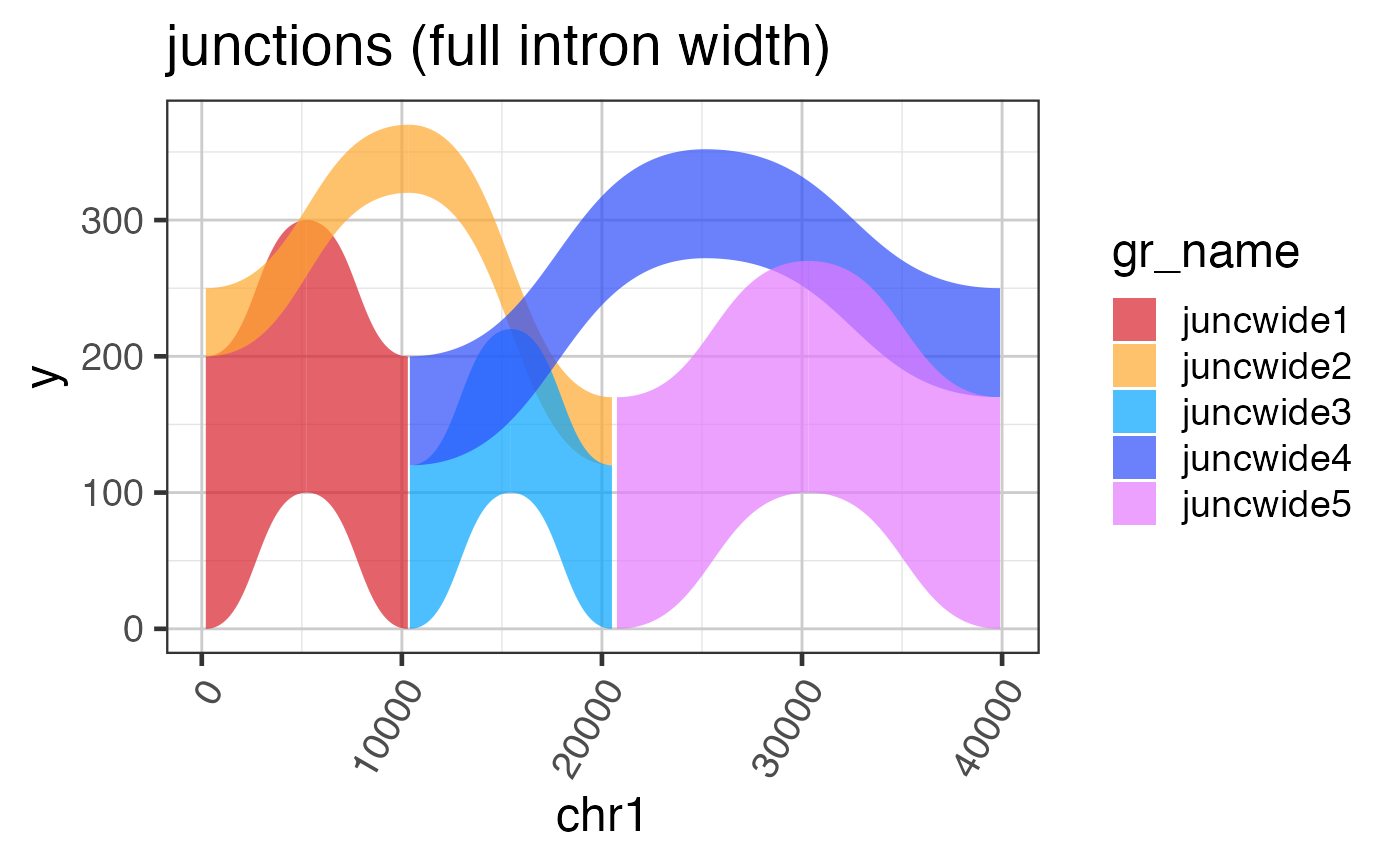 junctions (full intron width)
y
300
200
100
0
0
10000
20000
30000
40000
chr1
gr_name
juncwide1
juncwide2
juncwide3
juncwide4
juncwide5